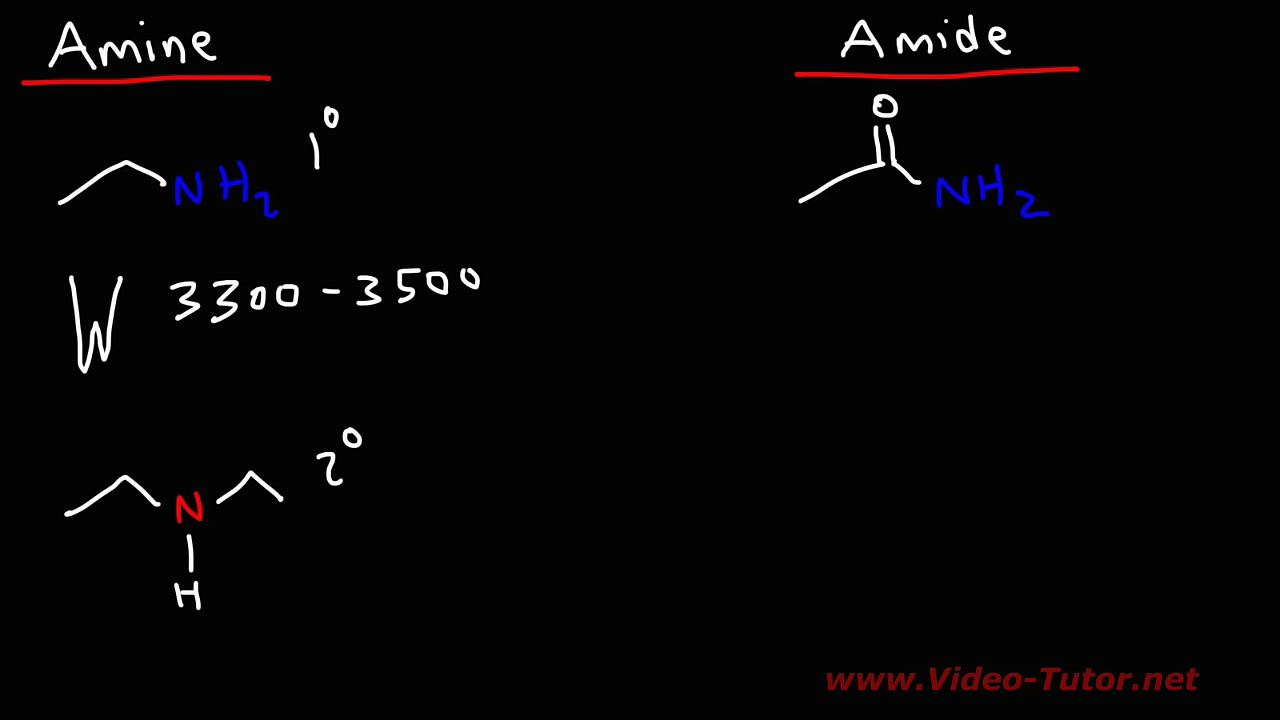 Amine
Amide
NH2 1°
O
NH2
W 3300 - 3500
N 2°
H
www.Video-Tutor.net